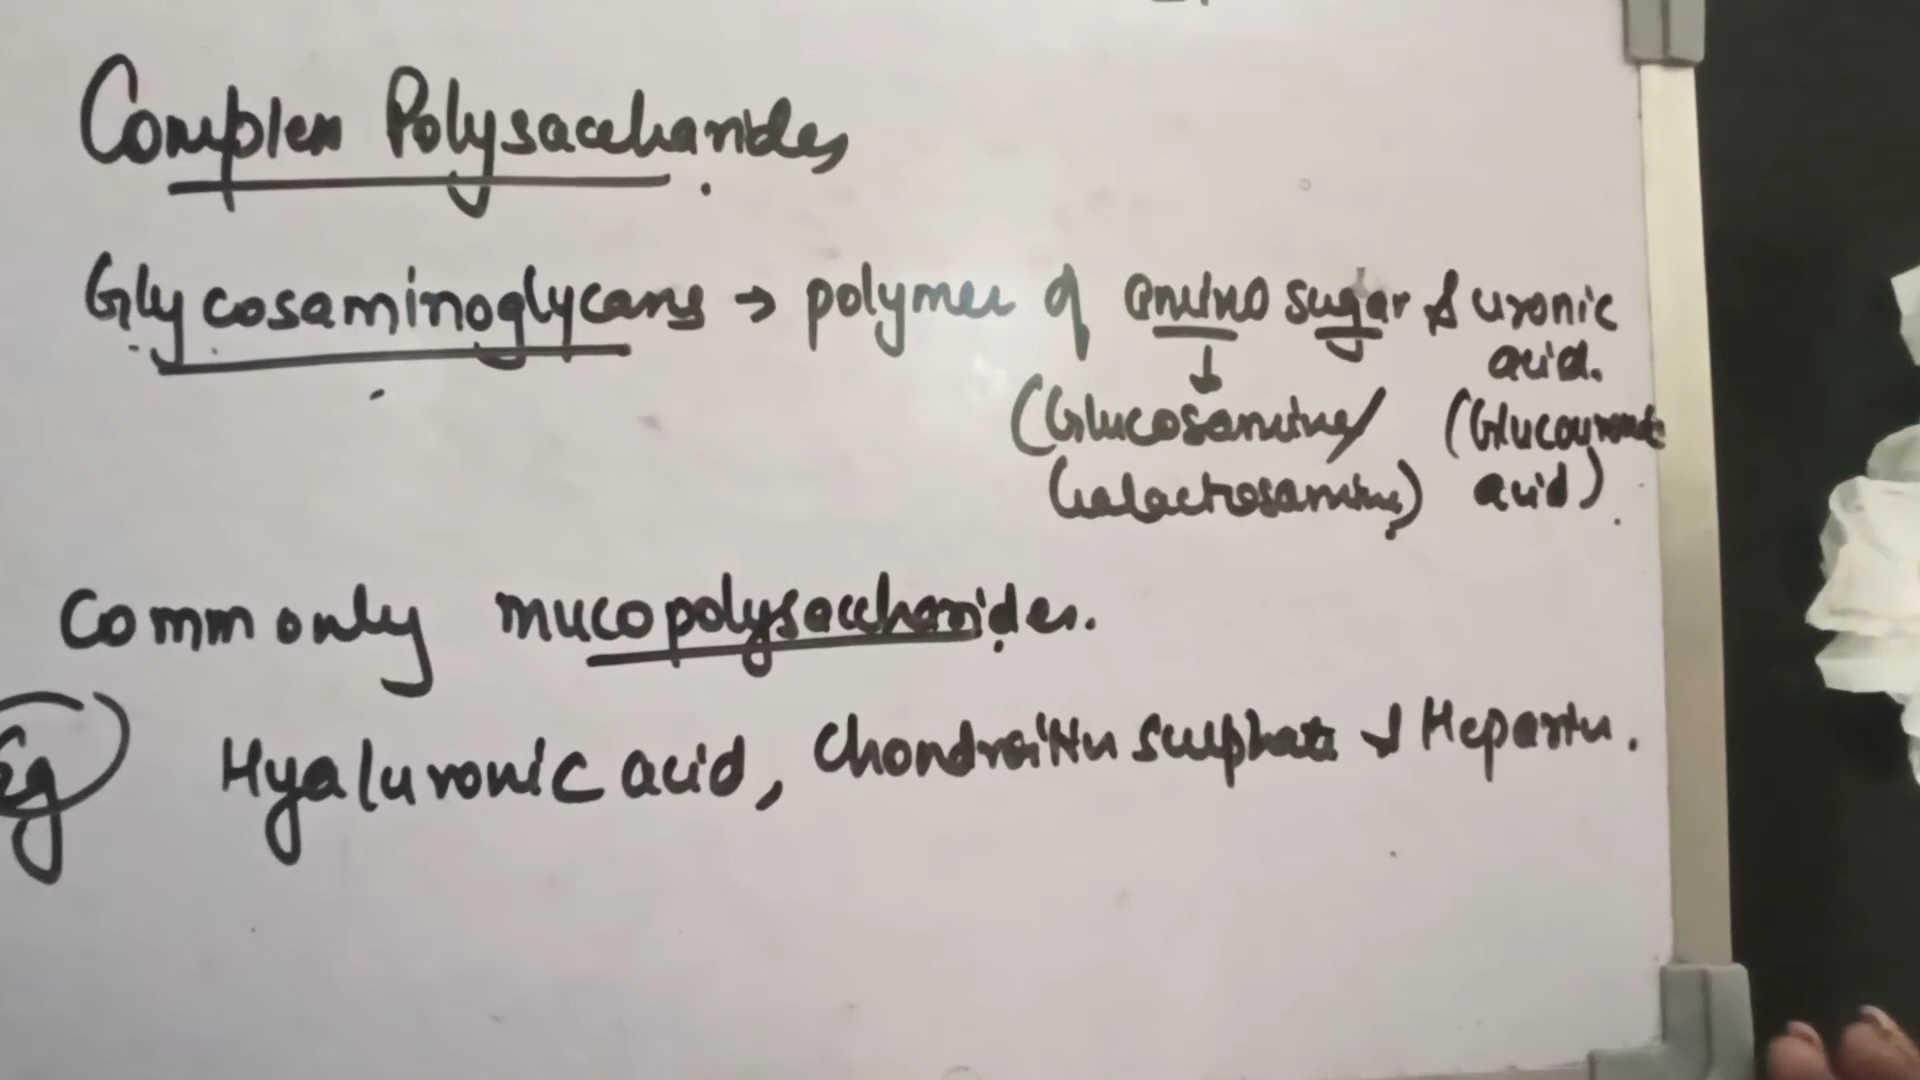 Complex Polysaccharides
Glycosaminoglycans → polymer of amino sugar & uronic
acid.
(Glucosamine/ (Glucouronic
Galactosamine) acid)
Commonly mucopolysaccharides.
Eg Hyaluronic acid, Chondroitin sulphate & Heparin.